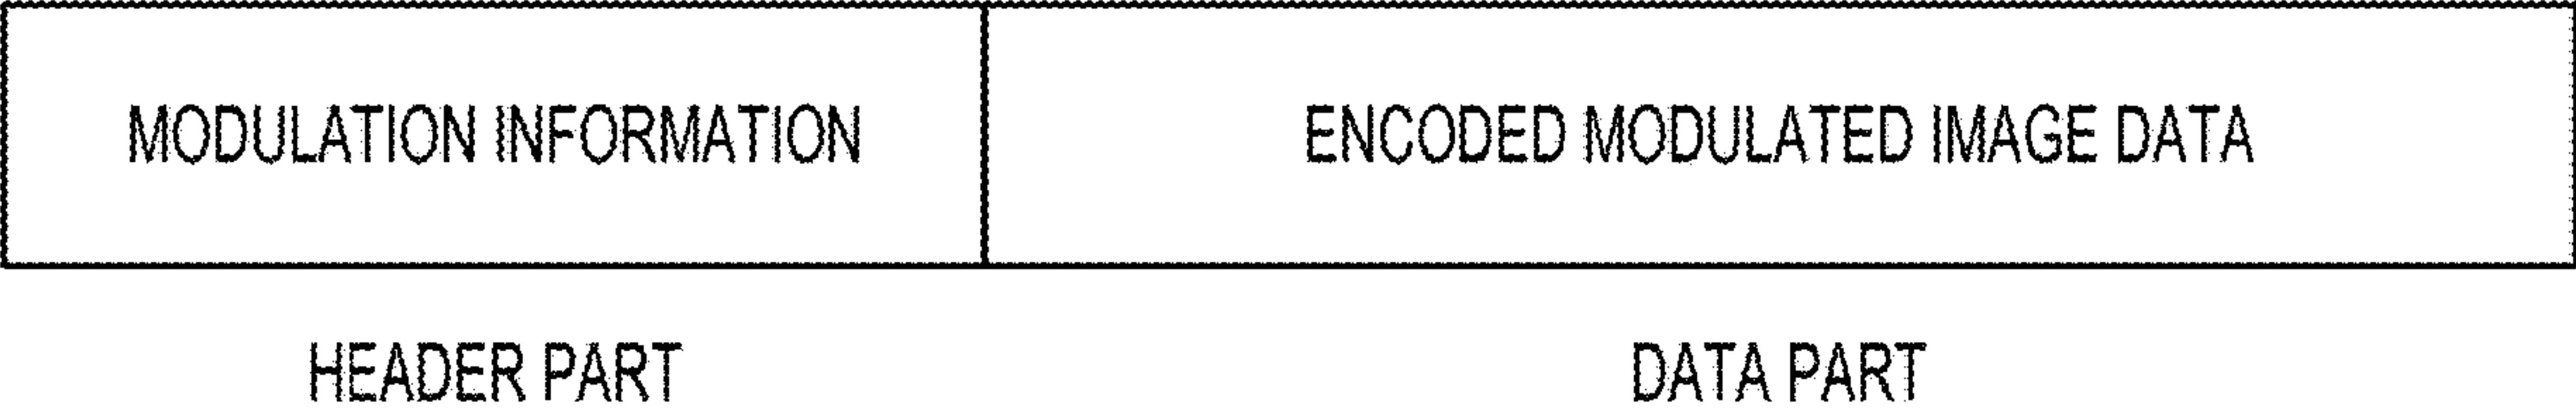 MODULATION INFORMATION
ENCODED MODULATED IMAGE DATA
HEADER PART
DATA PART